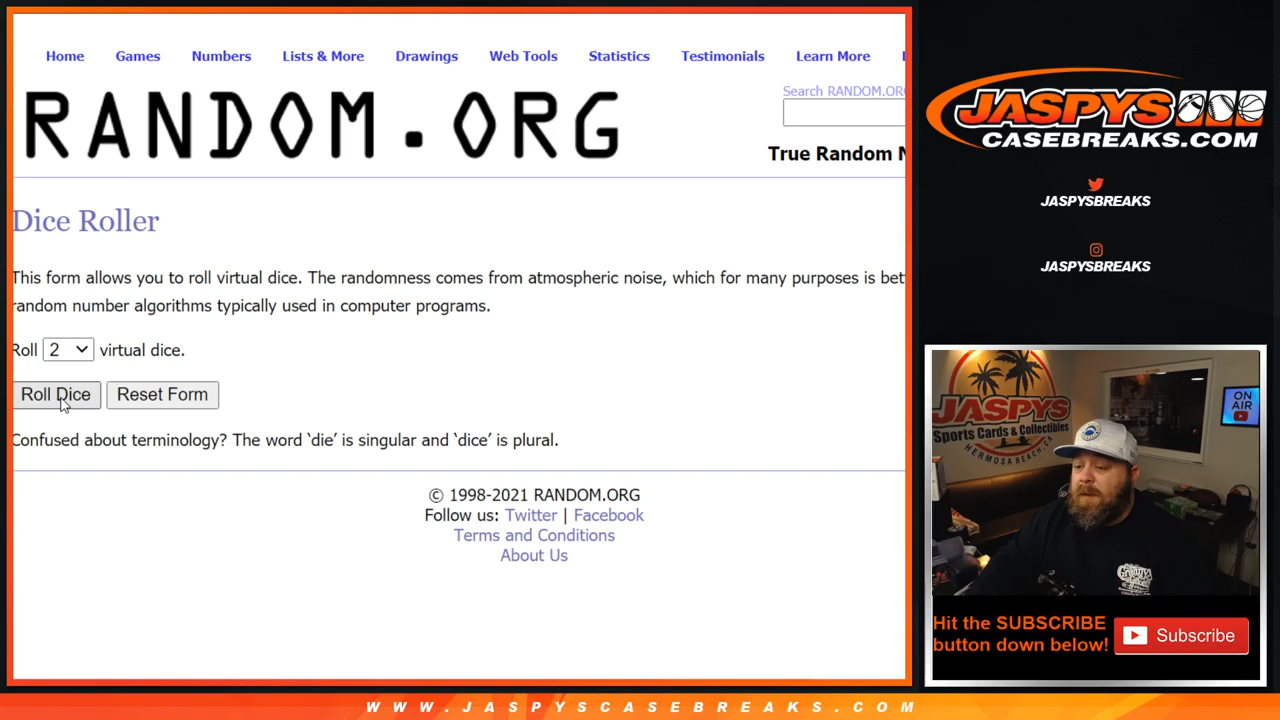 Home Games Numbers Lists & More Drawings Web Tools Statistics Testimonials Learn More
Search RANDOM.OR
RANDOM.ORG
True Random N
Dice Roller
This form allows you to roll virtual dice. The randomness comes from atmospheric noise, which for many purposes is bet
random number algorithms typically used in computer programs.
Roll 2 virtual dice.
Roll Dice Reset Form
Confused about terminology? The word ‘die’ is singular and ‘dice’ is plural.
© 1998-2021 RANDOM.ORG
Follow us: Twitter | Facebook
Terms and Conditions
About Us
JASPYS
CASEBREAKS.COM
JASPYSBREAKS
JASPYSBREAKS
JASPYS
Sports Cards & Collectibles
HERMOSA BEACH, CA
ON
AIR
Hit the SUBSCRIBE
button down below!
Subscribe
WWW.JASPYSCASEBREAKS.COM